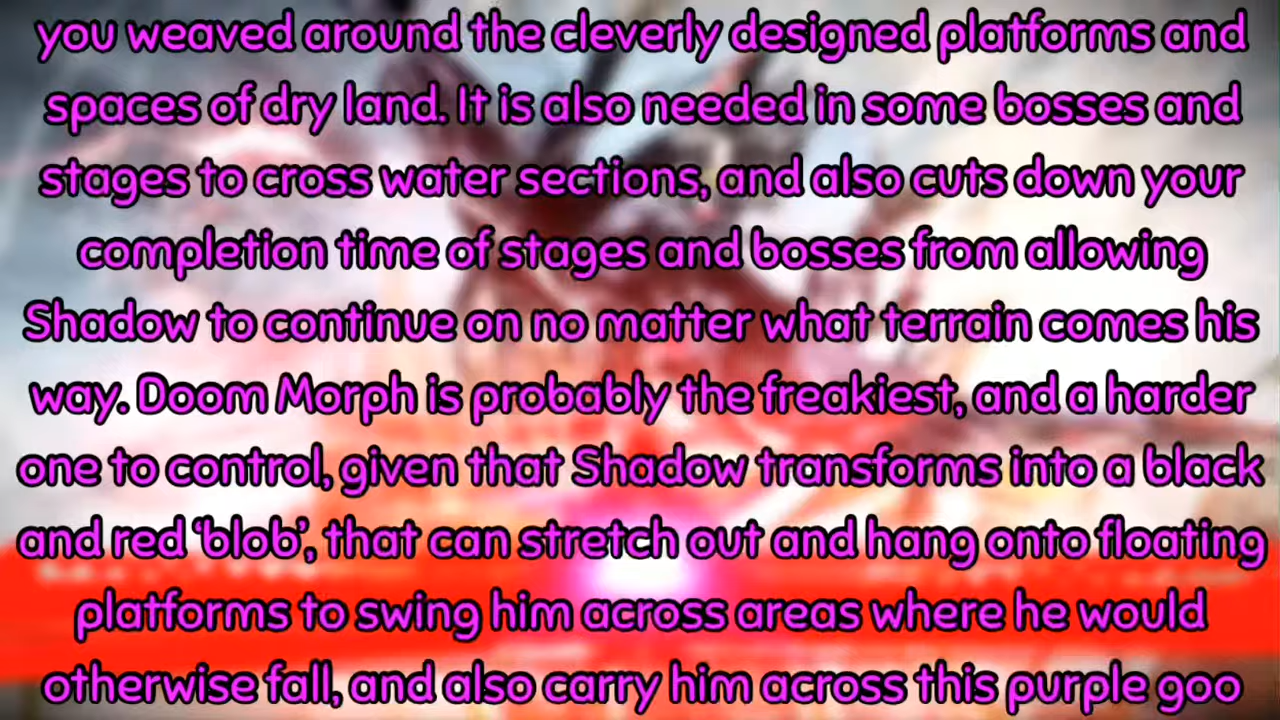 you weaved around the cleverly designed platforms and
spaces of dry land. It is also needed in some bosses and
stages to cross water sections, and also cuts down your
completion time of stages and bosses from allowing
Shadow to continue on no matter what terrain comes his
way. Doom Morph is probably the freakiest, and a harder
one to control, given that Shadow transforms into a black
and red ‘blob’, that can stretch out and hang onto floating
platforms to swing him across areas where he would
otherwise fall, and also carry him across this purple goo